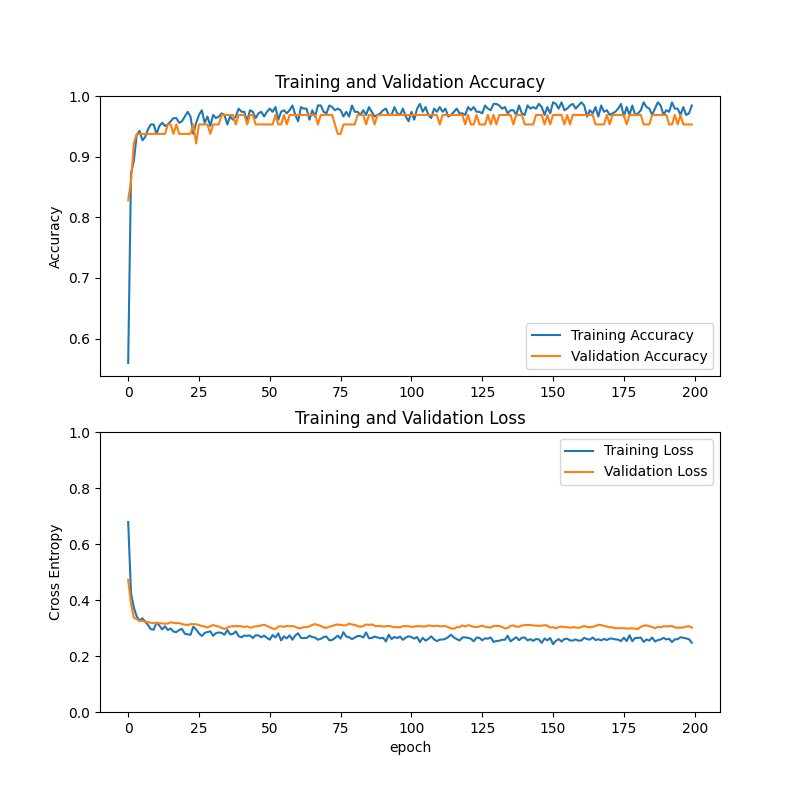 Training and Validation Accuracy
1.0
0.9
0.8
0.7
0.6
Accuracy
Training Accuracy
Validation Accuracy
0 25 50 75 100 125 150 175 200
Training and Validation Loss
1.0
0.8
0.6
0.4
0.2
0.0
Cross Entropy
Training Loss
Validation Loss
0 25 50 75 100 125 150 175 200
epoch